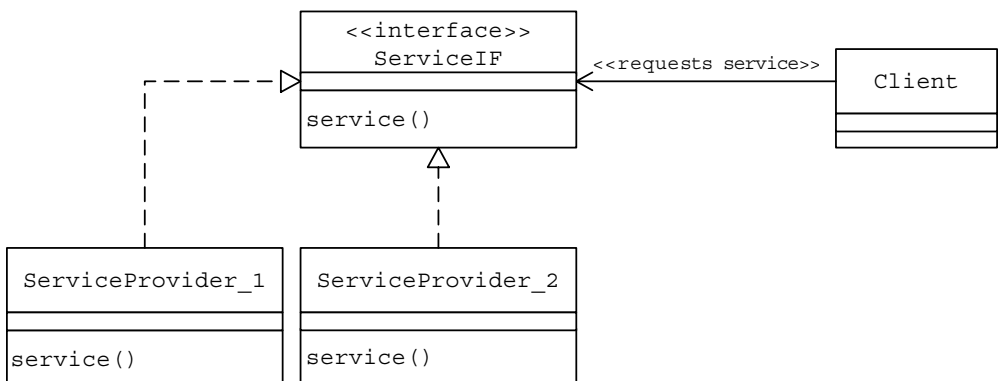 <<interface>>
ServiceIF
service()
<<requests service>>
Client
ServiceProvider_1
service()
ServiceProvider_2
service()